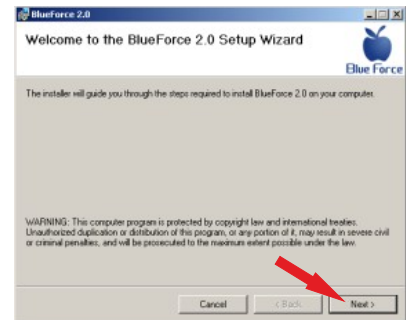 BlueForce 2.0
Welcome to the BlueForce 2.0 Setup Wizard
Blue Force
The installer will guide you through the steps required to install BlueForce 2.0 on your computer.
WARNING: This computer program is protected by copyright law and international treaties.
Unauthorized duplication or distribution of this program, or any portion of it, may result in severe civil
or criminal penalties, and will be prosecuted to the maximum extent possible under the law.
Cancel < Back Next >